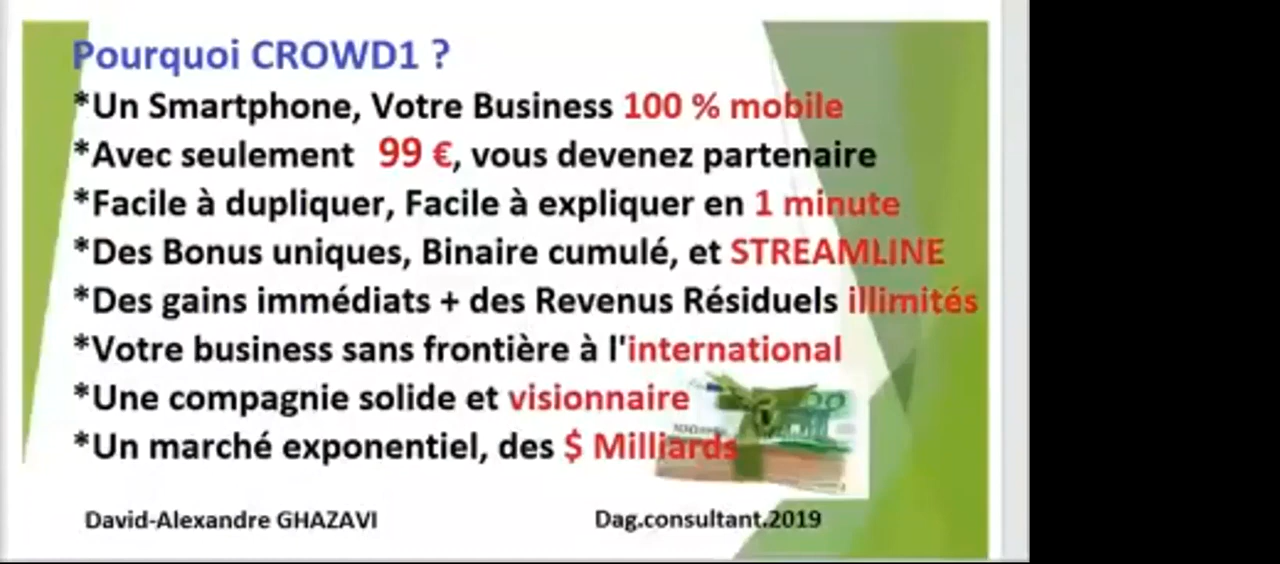 Pourquoi CROWD1 ?
*Un Smartphone, Votre Business 100 % mobile
*Avec seulement 99 €, vous devenez partenaire
*Facile à dupliquer, Facile à expliquer en 1 minute
*Des Bonus uniques, Binaire cumulé, et STREAMLINE
*Des gains immédiats + des Revenus Résiduels illimités
*Votre business sans frontière à l'international
*Une compagnie solide et visionnaire
*Un marché exponentiel, des $ Milliards
David-Alexandre GHAZAVI Dag.consultant.2019